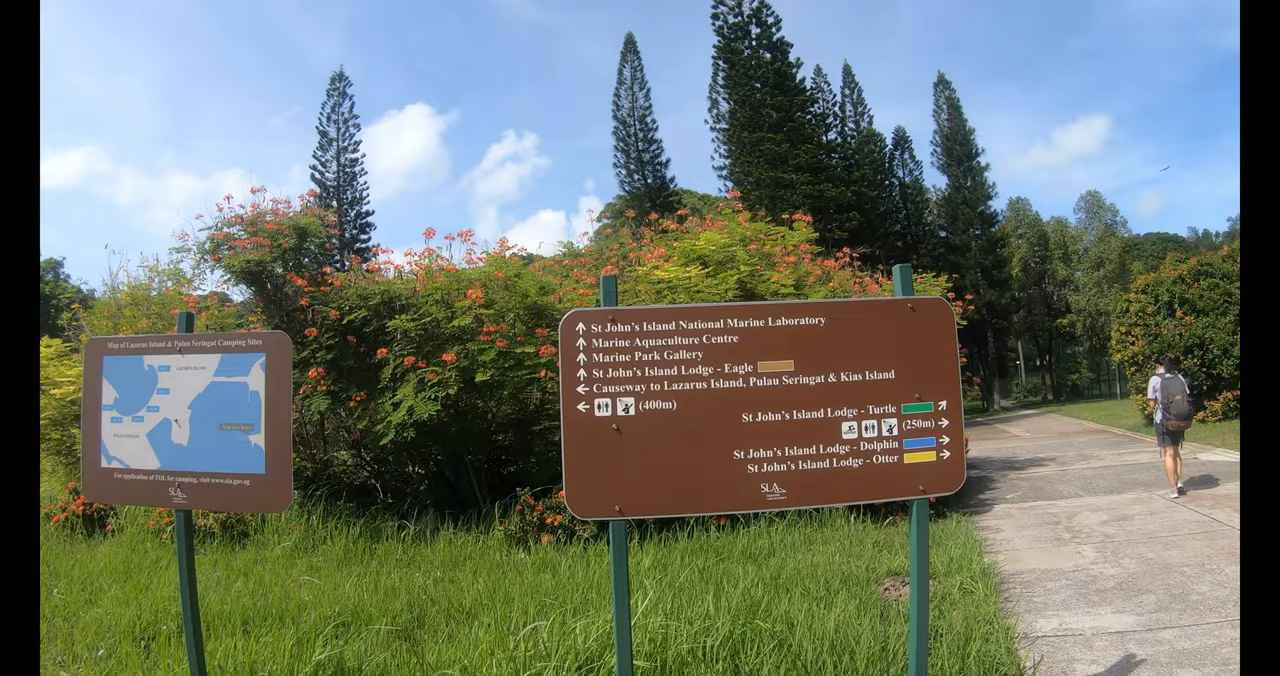 Map of Lazarus Island & Pulau Seringat Camping Sites
LAZARUS ISLAND
For application of TOL for camping, visit www.sla.gov.sg
SLA
St John's Island National Marine Laboratory
Marine Aquaculture Centre
Marine Park Gallery
St John's Island Lodge - Eagle
Causeway to Lazarus Island, Pulau Seringat & Kias Island
(400m)
St John's Island Lodge - Turtle
(250m)
St John's Island Lodge - Dolphin
St John's Island Lodge - Otter
SLA